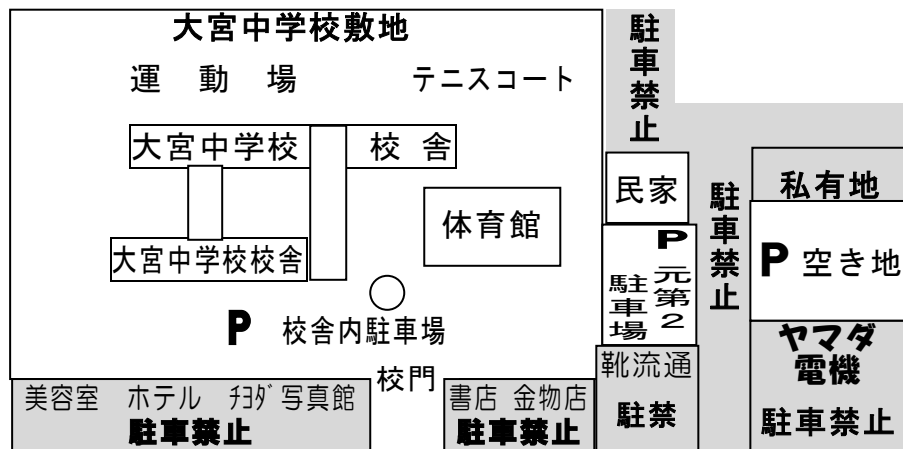 大宮中学校敷地
運動場
テニスコート
大宮中学校 校舎
体育館
大宮中学校校舎
P 校舎内駐車場
校門
美容室 ホテル ﾁﾖﾀﾞ写真館
駐車禁止
書店 金物店
駐車禁止
駐車禁止
民家
P
元第2
駐車場
靴流通
駐禁
駐車禁止
私有地
P 空き地
ヤマダ
電機
駐車禁止